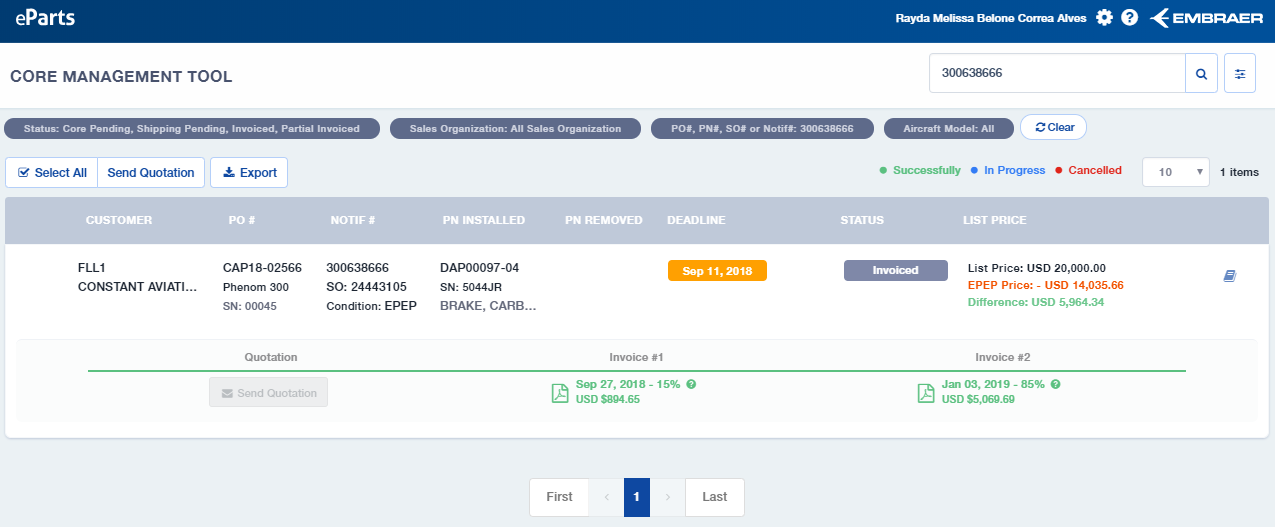 eParts
Rayda Melissa Belone Correa Alves
EMBRAER
CORE MANAGEMENT TOOL
300638666
Status: Core Pending, Shipping Pending, Invoiced, Partial Invoiced
Sales Organization: All Sales Organization
PO#, PN#, SO# or Notif#: 300638666
Aircraft Model: All
Clear
Select All
Send Quotation
Export
Successfully
In Progress
Cancelled
10
1 items
CUSTOMER
PO #
NOTIF #
PN INSTALLED
PN REMOVED
DEADLINE
STATUS
LIST PRICE
FLL1
CONSTANT AVIATI...
CAP18-02566
Phenom 300
SN: 00045
300638666
SO: 24443105
Condition: EPEP
DAP00097-04
SN: 5044JR
BRAKE, CARB...
Sep 11, 2018
Invoiced
List Price: USD 20,000.00
EPEP Price: - USD 14,035.66
Difference: USD 5,964.34
Quotation
Invoice #1
Invoice #2
Send Quotation
Sep 27, 2018 - 15%
USD $894.65
Jan 03, 2019 - 85%
USD $5,069.69
First
‹
1
›
Last